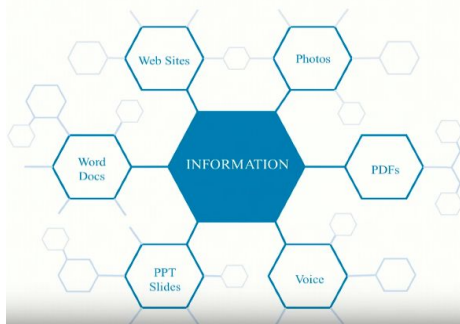 Web Sites
Photos
Word
Docs
INFORMATION
PDFs
PPT
Slides
Voice